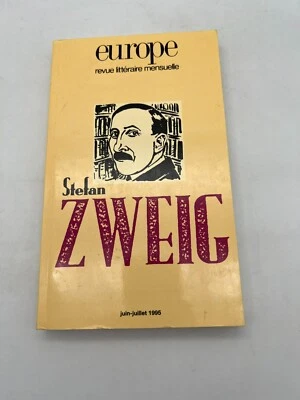 europe
revue littéraire mensuelle
Stefan
ZWEIG
juin-juillet 1995